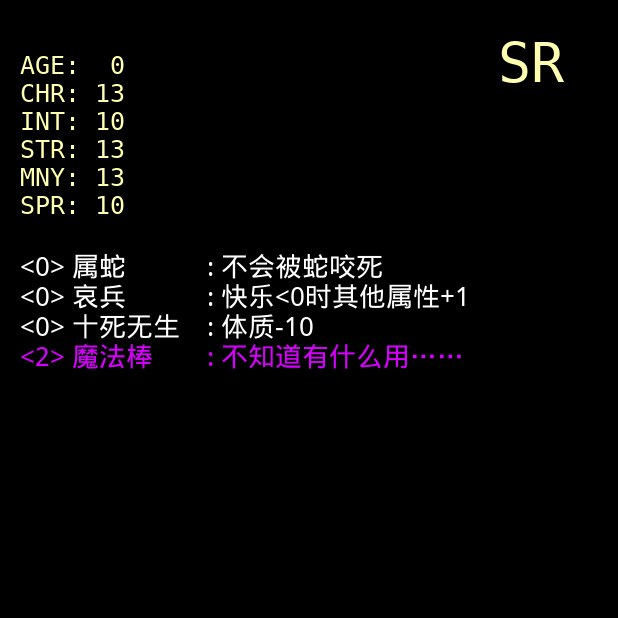 SR
AGE: 0
CHR: 13
INT: 10
STR: 13
MNY: 13
SPR: 10
<0> 属蛇 : 不会被蛇咬死
<0> 哀兵 : 快乐<0时其他属性+1
<0> 十死无生 : 体质-10
<2> 魔法棒 : 不知道有什么用……